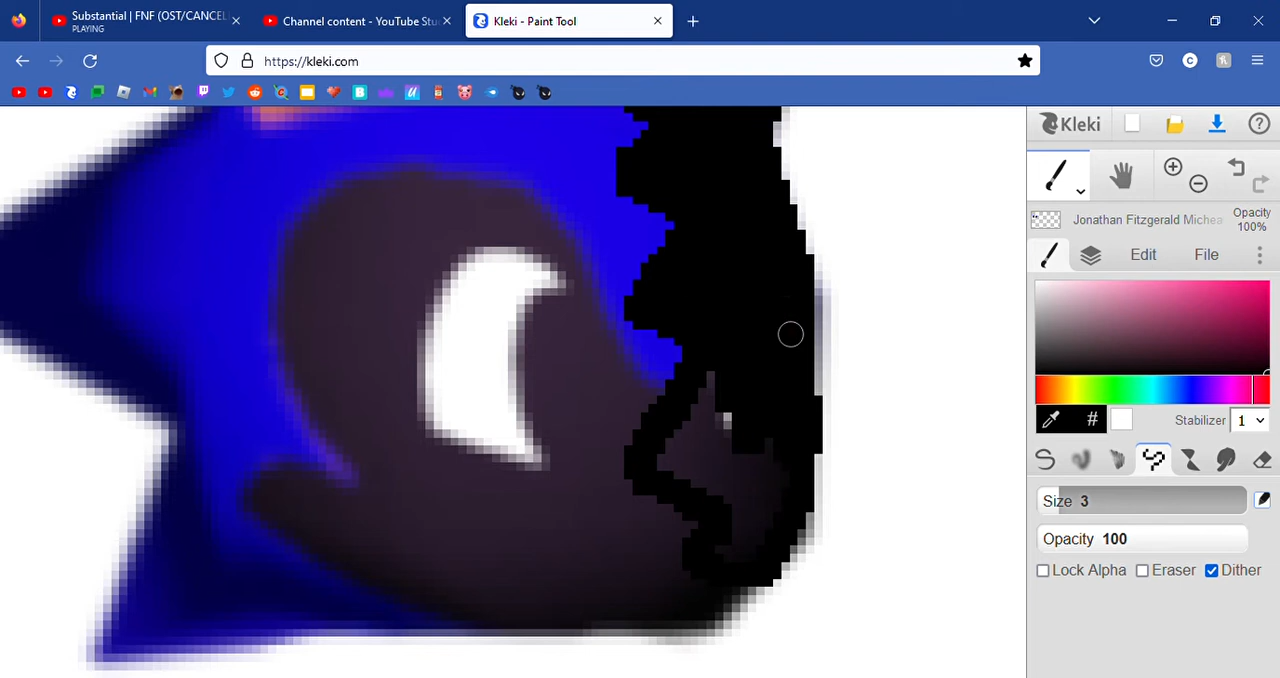 Substantial | FNF (OST/CANCEL
PLAYING
Channel content - YouTube Stu
Kleki - Paint Tool
https://kleki.com
C
Kleki
Jonathan Fitzgerald Michea
Opacity
100%
Edit
File
#
Stabilizer
1
Size 3
Opacity 100
Lock Alpha
Eraser
Dither